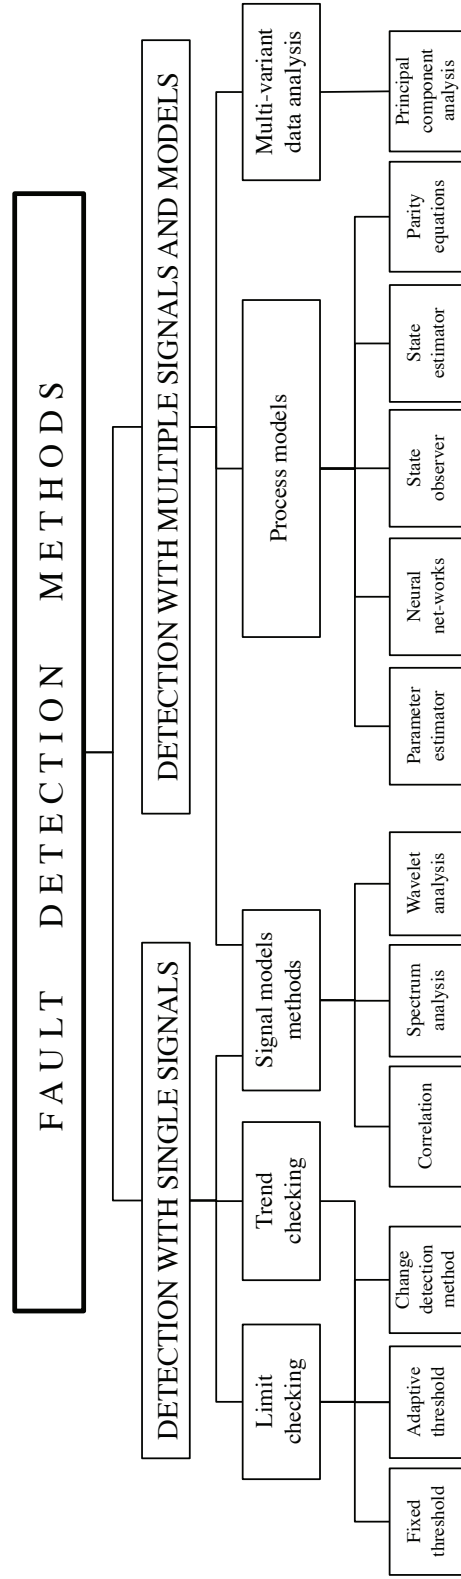 FAULT DETECTION METHODS
DETECTION WITH SINGLE SIGNALS
DETECTION WITH MULTIPLE SIGNALS AND MODELS
Limit
checking
Trend
checking
Signal models
methods
Process models
Multi-variant
data analysis
Fixed
threshold
Adaptive
threshold
Change
detection
method
Correlation
Spectrum
analysis
Wavelet
analysis
Parameter
estimator
Neural
net-works
State
observer
State
estimator
Parity
equations
Principal
component
analysis